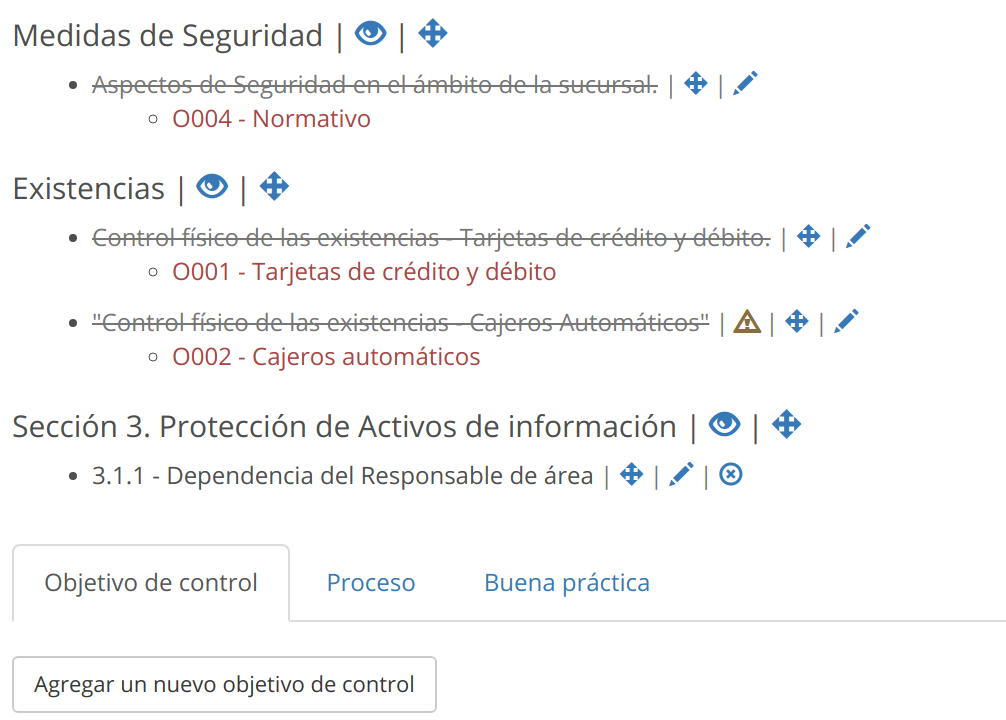 Medidas de Seguridad | |
Aspectos de Seguridad en el ámbito de la sucursal. | |
O004 - Normativo
Existencias | |
Control físico de las existencias - Tarjetas de crédito y débito. | |
O001 - Tarjetas de crédito y débito
"Control físico de las existencias - Cajeros Automáticos" | | |
O002 - Cajeros automáticos
Sección 3. Protección de Activos de información | |
3.1.1 - Dependencia del Responsable de área | | |
Objetivo de control Proceso Buena práctica
Agregar un nuevo objetivo de control